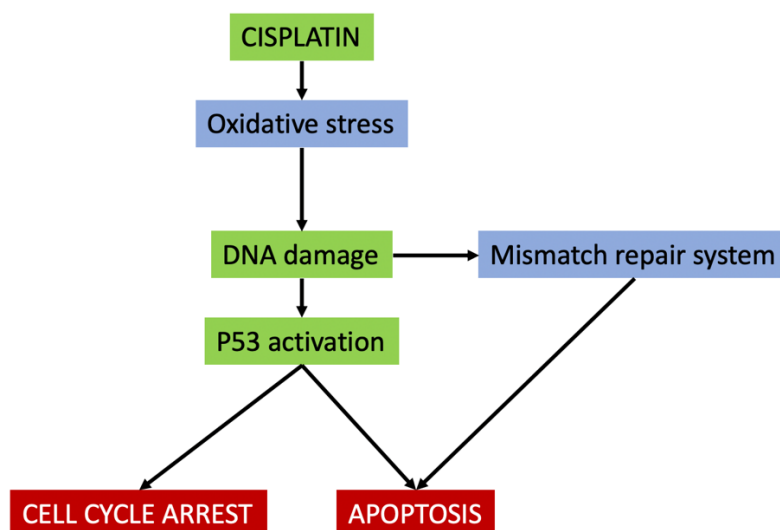 CISPLATIN
Oxidative stress
DNA damage
Mismatch repair system
P53 activation
CELL CYCLE ARREST
APOPTOSIS